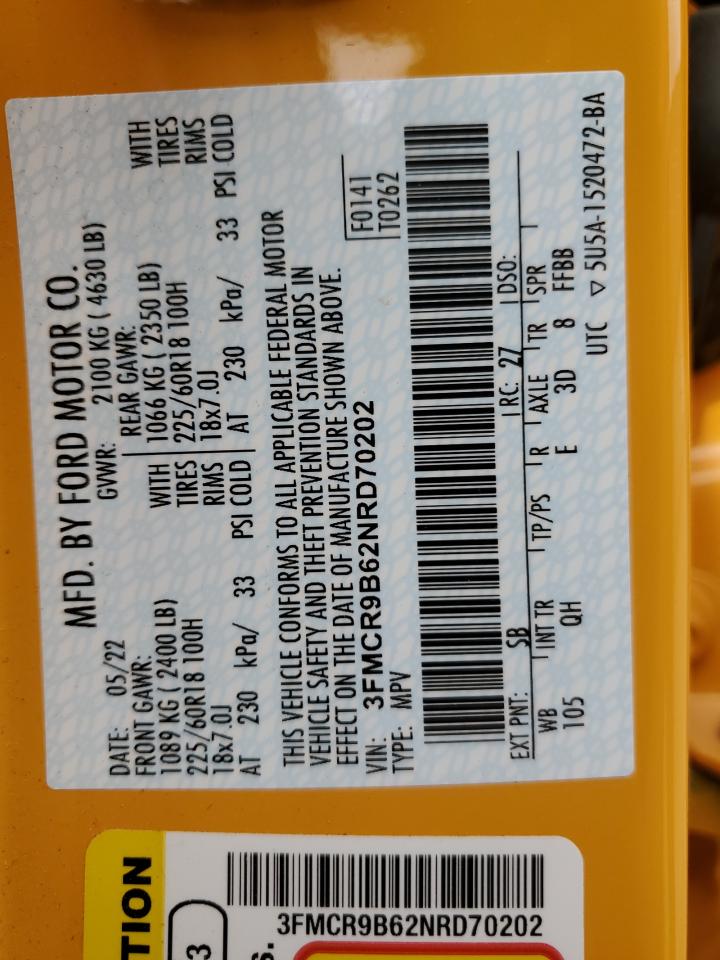 MFD. BY FORD MOTOR CO.
DATE: 05/22 GVWR: 2100 KG ( 4630 LB)
FRONT GAWR: REAR GAWR:
1089 KG ( 2400 LB) WITH 1066 KG ( 2350 LB) WITH
225/60R18 100H TIRES 225/60R18 100H TIRES
18x7.0J RIMS 18x7.0J RIMS
AT 230 kPa/ 33 PSI COLD AT 230 kPa/ 33 PSI COLD
THIS VEHICLE CONFORMS TO ALL APPLICABLE FEDERAL MOTOR
VEHICLE SAFETY AND THEFT PREVENTION STANDARDS IN
EFFECT ON THE DATE OF MANUFACTURE SHOWN ABOVE.
VIN: 3FMCR9B62NRD70202
TYPE: MPV
F0141
T0262
EXT PNT: SB RC: 27 DSO:
WB INT TR TP/PS R AXLE TR SPR
105 QH E 3D 8 FFBB
UTC ▽ 5U5A-1520472-BA
TION
3
s.
3FMCR9B62NRD70202